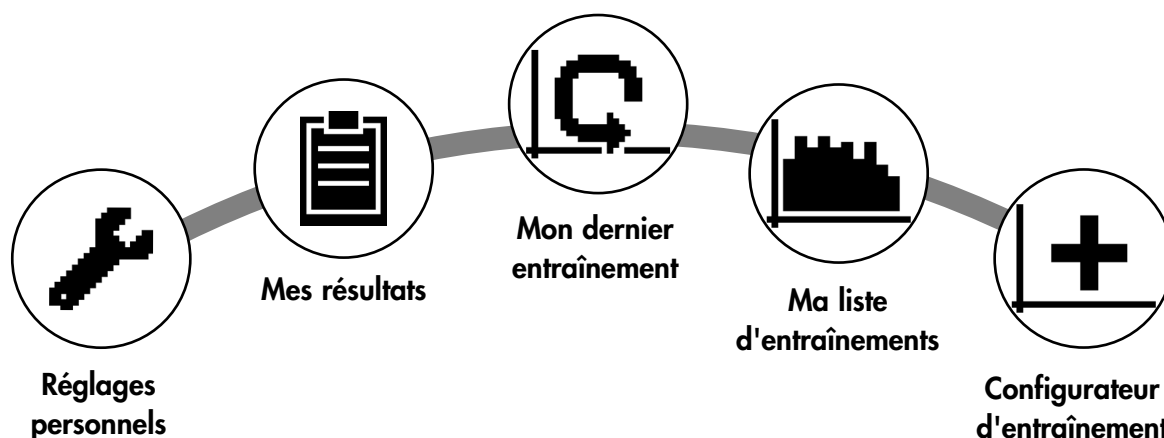 Réglages
personnels
Mes résultats
Mon dernier
entraînement
Ma liste
d'entraînements
Configurateur
d'entraînement